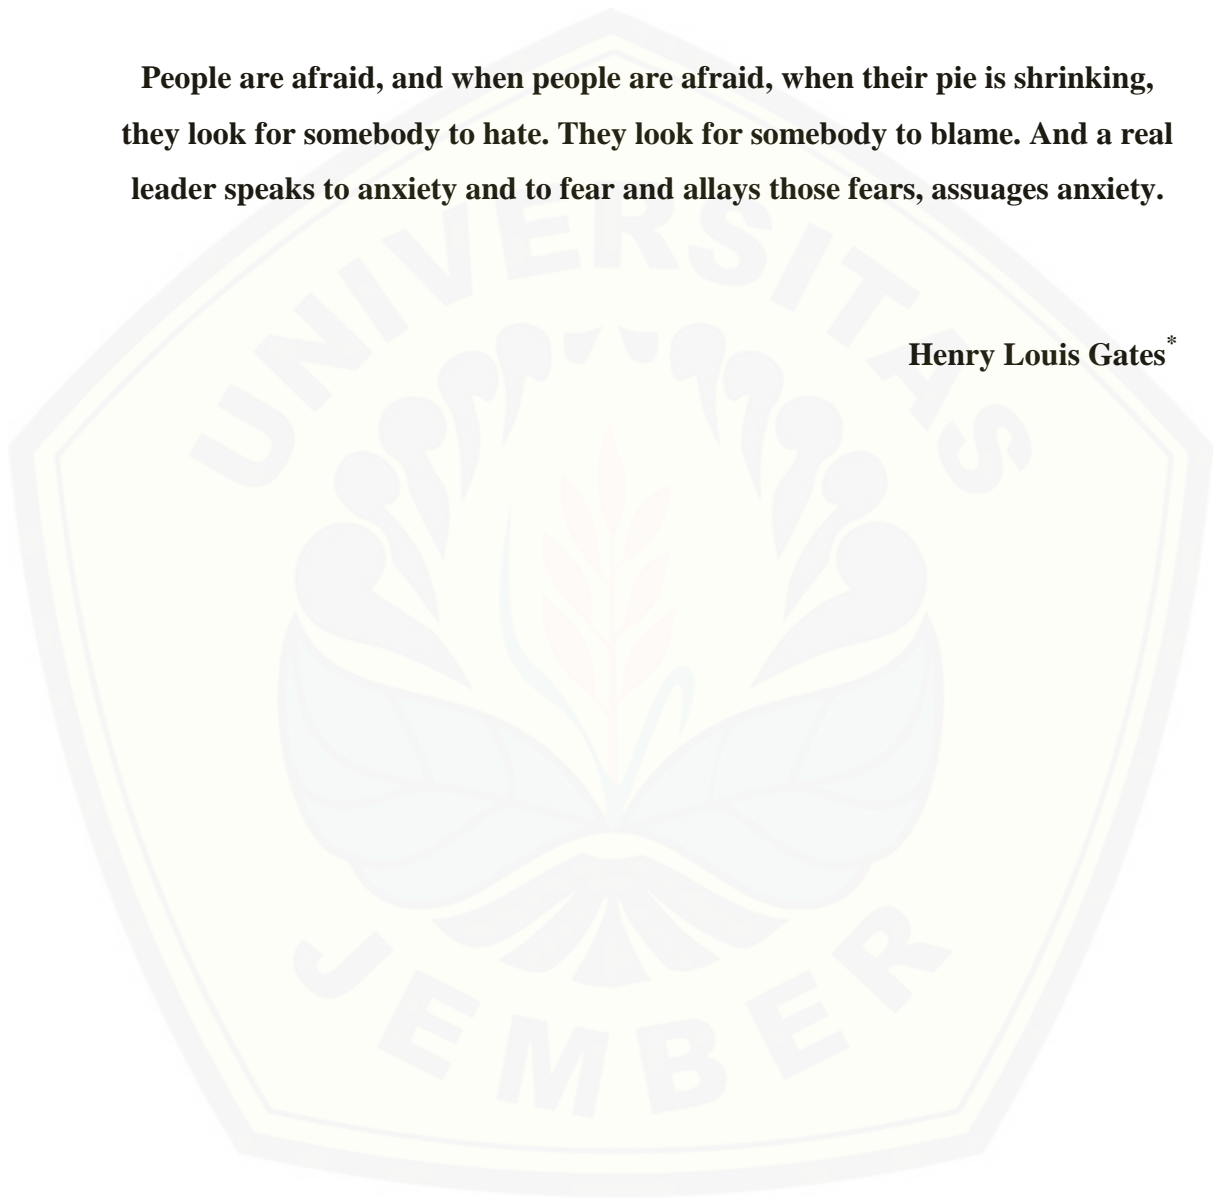 People are afraid, and when people are afraid, when their pie is shrinking,
they look for somebody to hate. They look for somebody to blame. And a real
leader speaks to anxiety and to fear and allays those fears, assuages anxiety.
Henry Louis Gates*
UNIVERSITAS
JEMBER